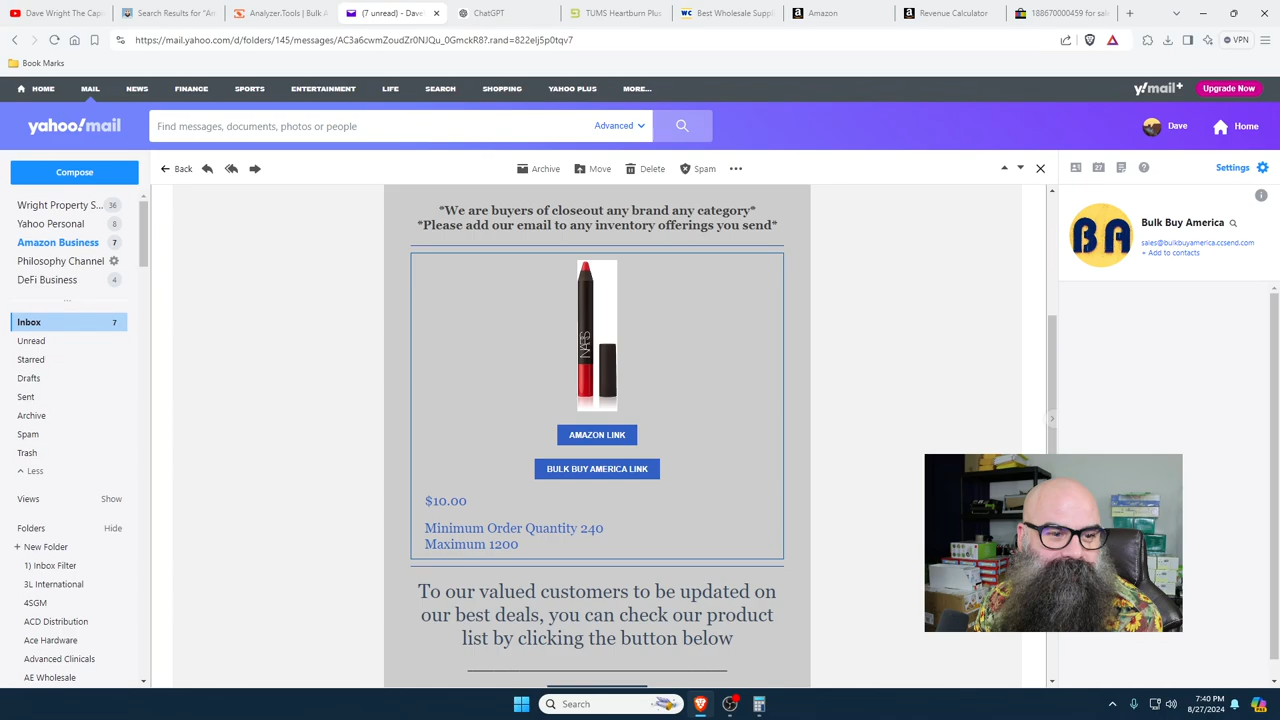 Dave Wright The Cap
Search Results for "Am
Analyzer.Tools | Bulk A
(7 unread) - Dave
ChatGPT
TUMS Heartburn Plus
Best Wholesale Suppl
Amazon
Revenue Calculator
188670000459 for sal
https://mail.yahoo.com/d/folders/145/messages/AC3a6cwmZoudZr0NJQu_0GmckR8?.rand=822elj5p0tqv7
VPN
Book Marks
HOME MAIL NEWS FINANCE SPORTS ENTERTAINMENT LIFE SEARCH SHOPPING YAHOO PLUS MORE...
y!mail+
Upgrade Now
yahoo!mail
Find messages, documents, photos or people
Advanced
Dave
Home
Compose
Back
Archive Move Delete Spam
27
Settings
Wright Property S... 36
Yahoo Personal 8
Amazon Business 7
Philosophy Channel
DeFi Business 4
Inbox 7
Unread
Starred
Drafts
Sent
Archive
Spam
Trash
Less
Views Show
Folders Hide
+ New Folder
1) Inbox Filter
3L International
4SGM
ACD Distribution
Ace Hardware
Advanced Clinicals
AE Wholesale
*We are buyers of closeout any brand any category*
*Please add our email to any inventory offerings you send*
NARS
AMAZON LINK
BULK BUY AMERICA LINK
$10.00
Minimum Order Quantity 240
Maximum 1200
To our valued customers to be updated on
our best deals, you can check our product
list by clicking the button below
BA
Bulk Buy America
sales@bulkbuyamerica.ccsend.com
+ Add to contacts
Search
7:40 PM
8/27/2024